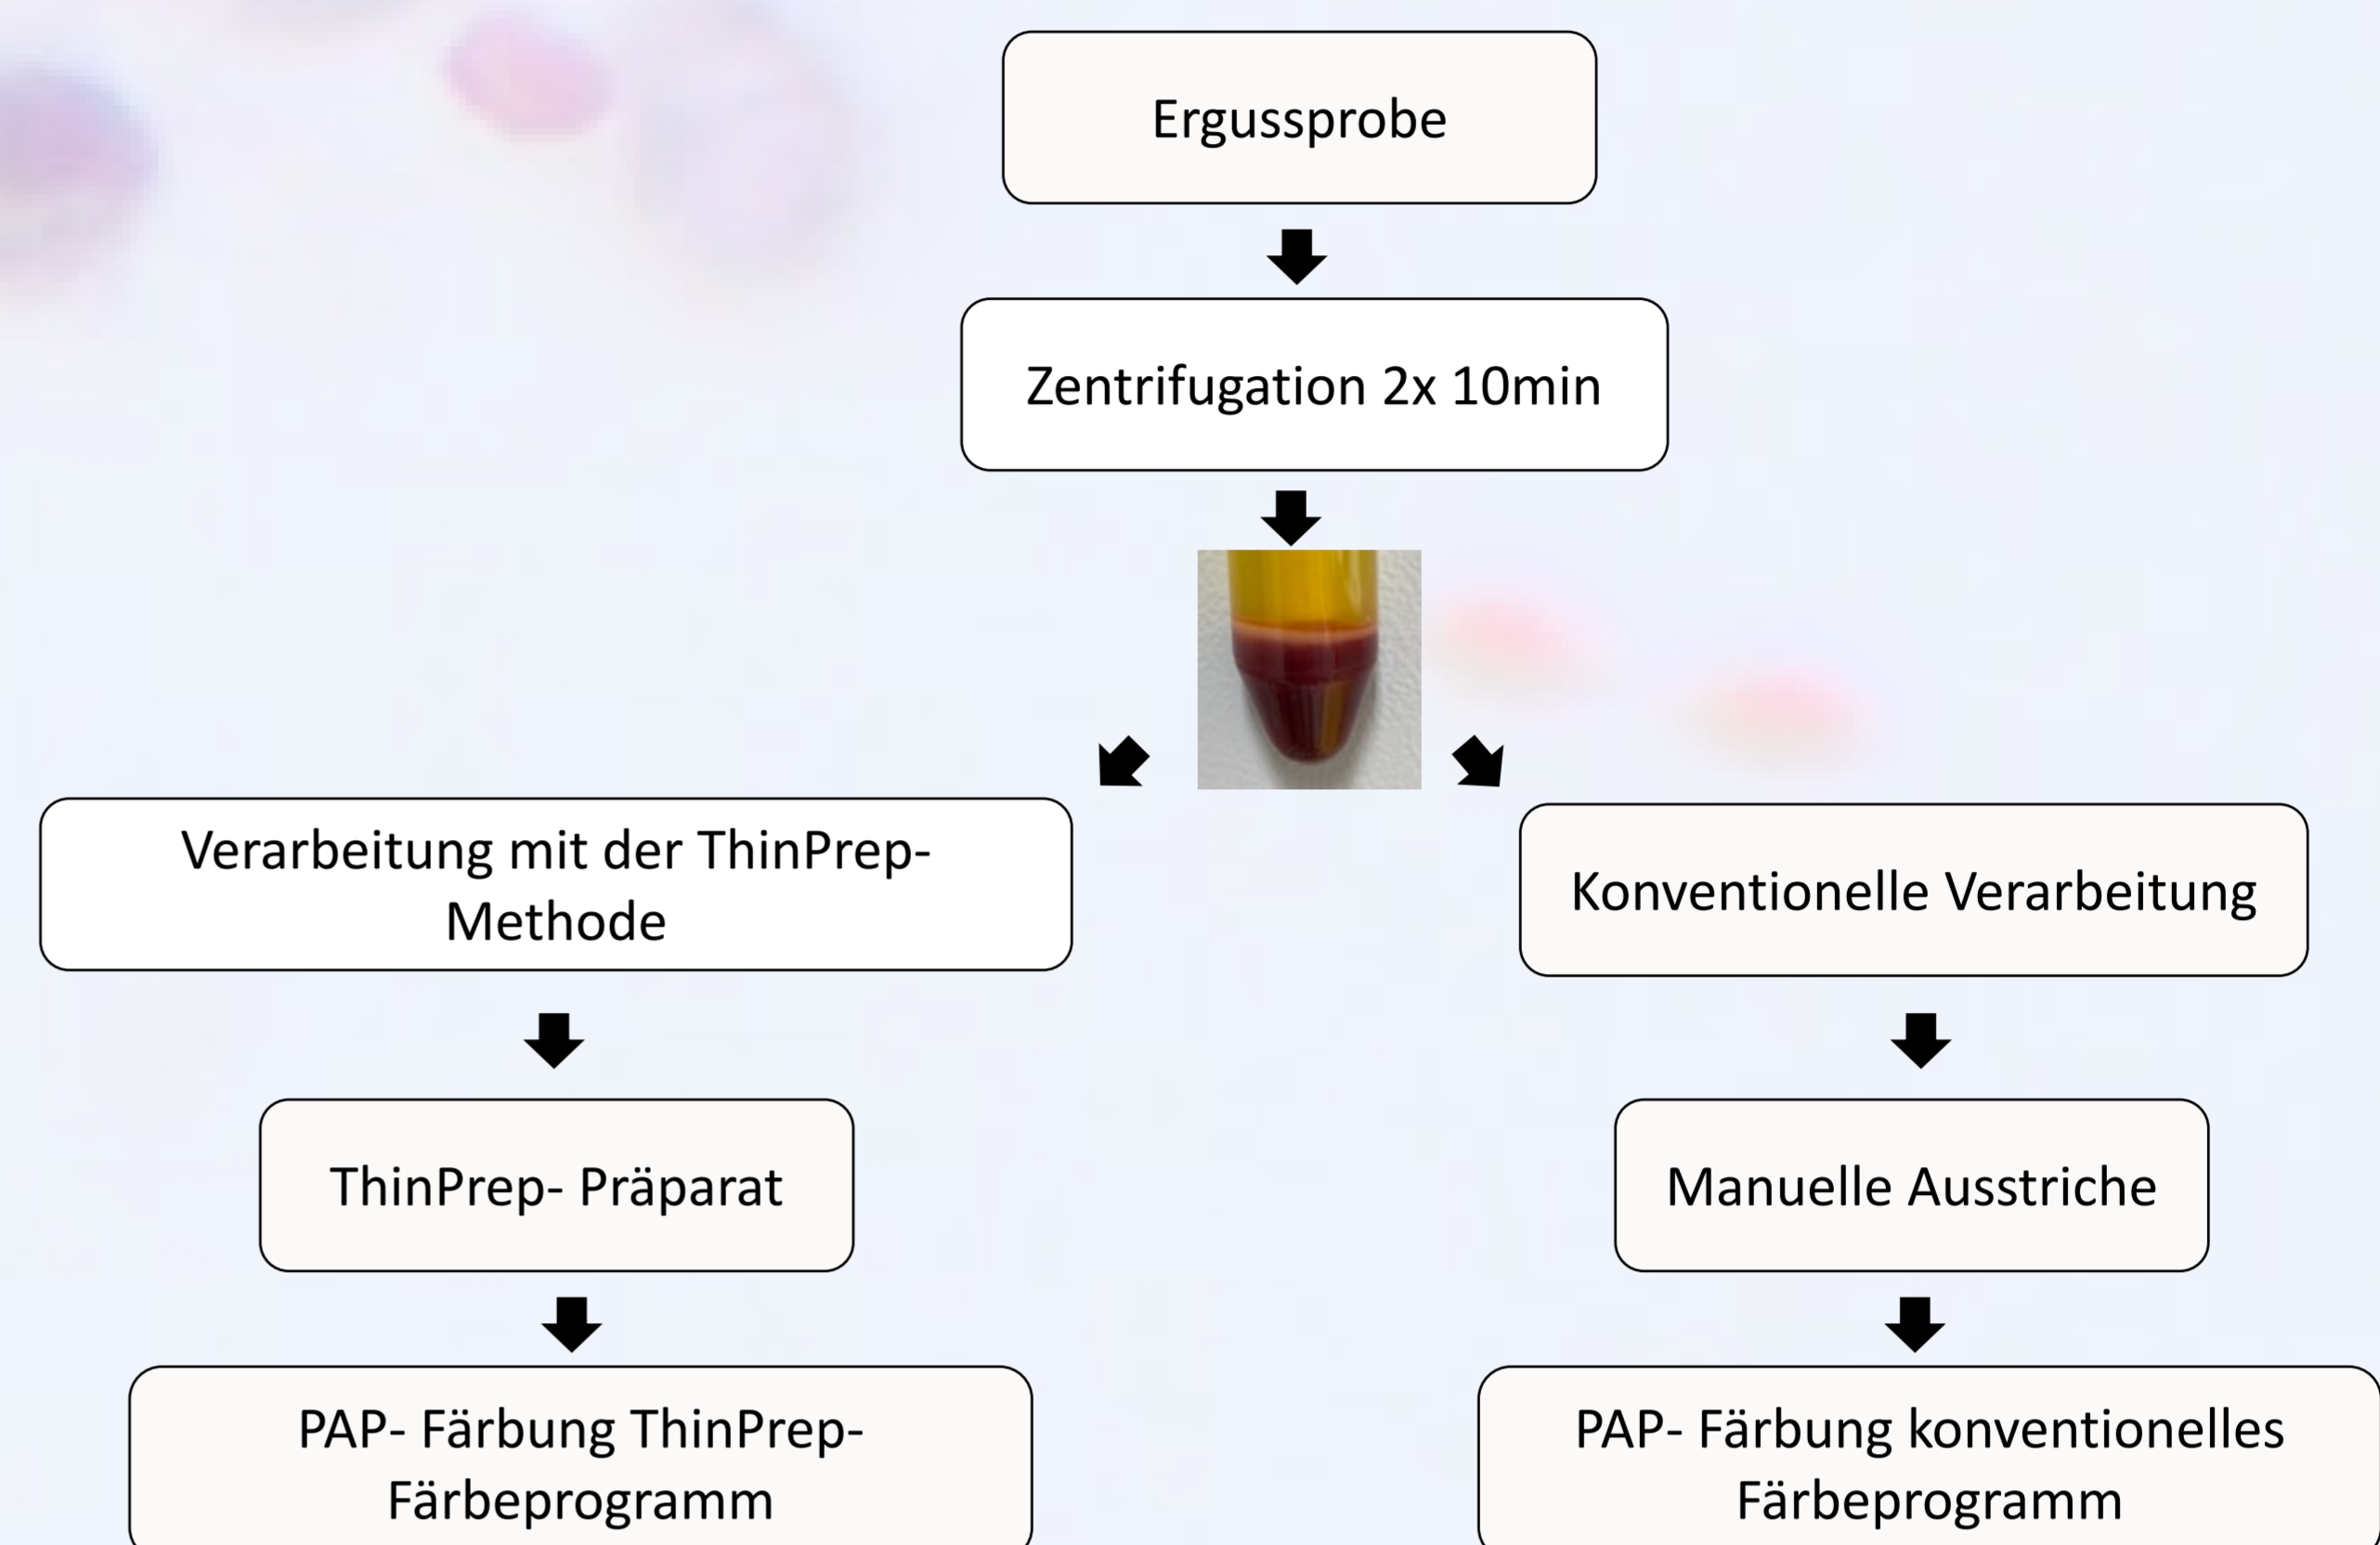 Ergussprobe
Zentrifugation 2x 10min
Verarbeitung mit der ThinPrep-
Methode
Konventionelle Verarbeitung
ThinPrep- Präparat
Manuelle Ausstriche
PAP- Färbung ThinPrep-
Färbeprogramm
PAP- Färbung konventionelles
Färbeprogramm